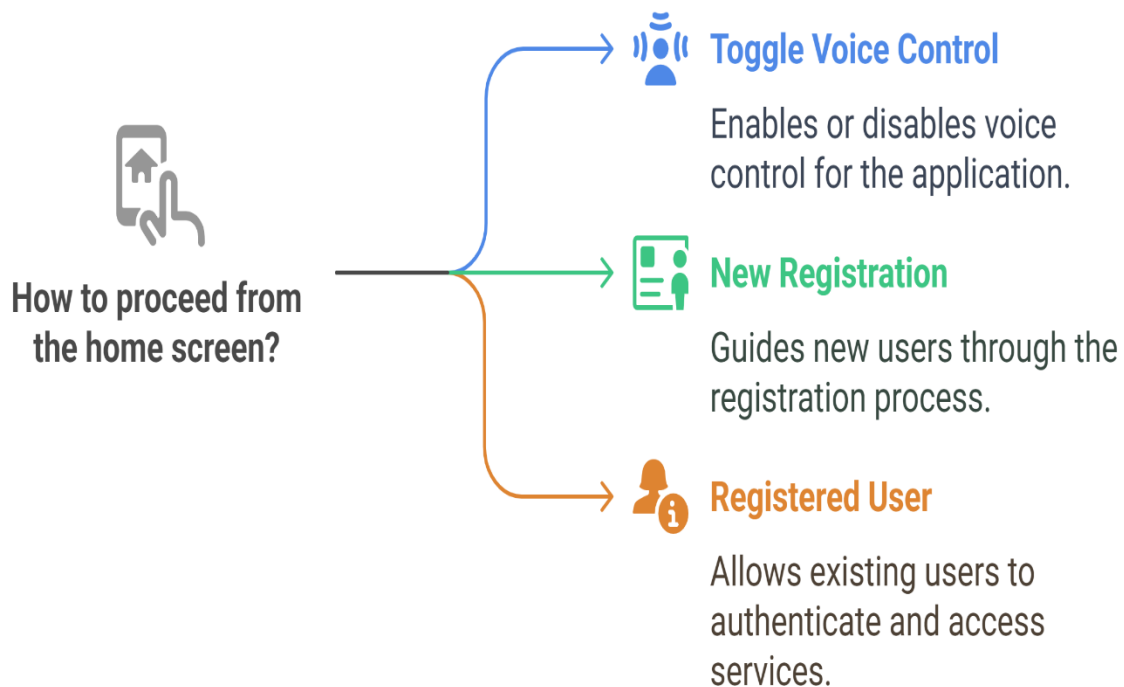 How to proceed from
the home screen?
Toggle Voice Control
Enables or disables voice
control for the application.
New Registration
Guides new users through the
registration process.
Registered User
Allows existing users to
authenticate and access
services.